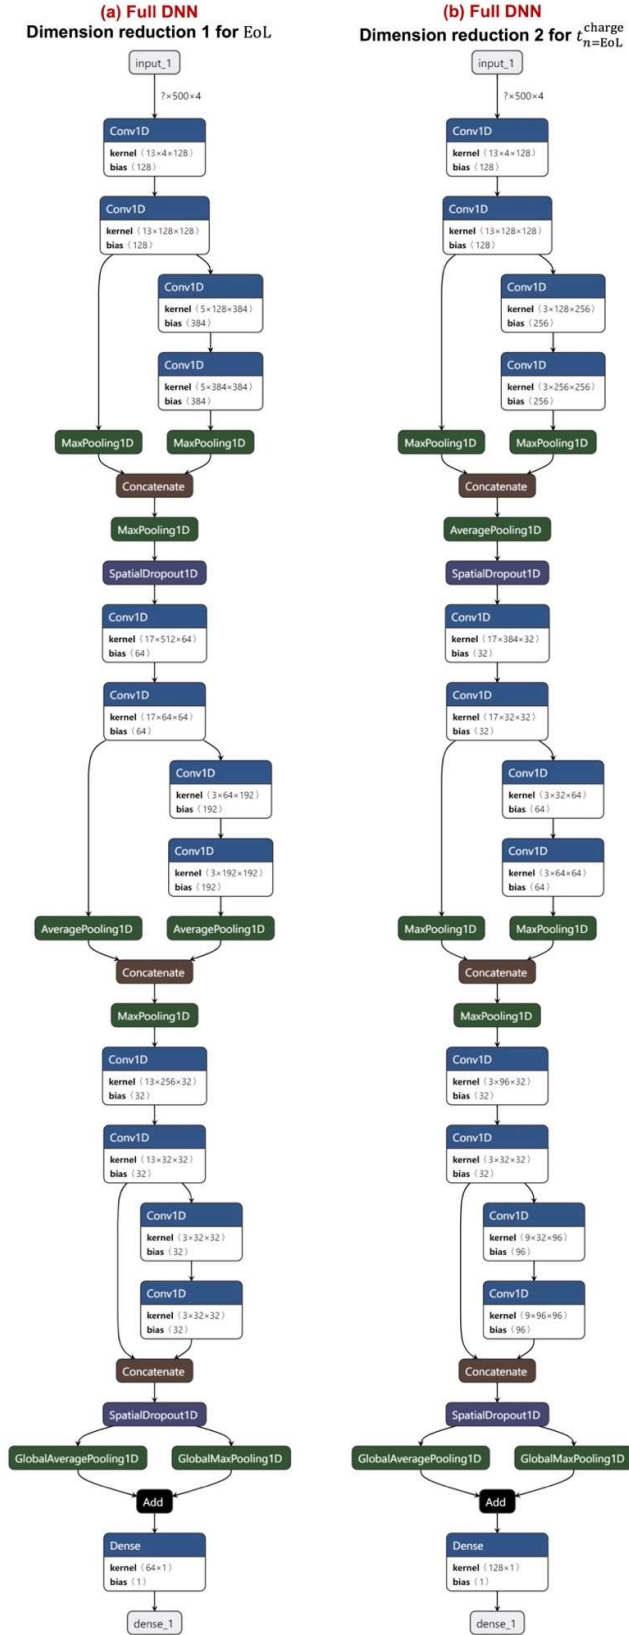 (a) Full DNN
Dimension reduction 1 for EoL
input_1
?×500×4
Conv1D
kernel ⟨13×4×128⟩
bias ⟨128⟩
Conv1D
kernel ⟨13×128×128⟩
bias ⟨128⟩
Conv1D
kernel ⟨5×128×384⟩
bias ⟨384⟩
Conv1D
kernel ⟨5×384×384⟩
bias ⟨384⟩
MaxPooling1D
MaxPooling1D
Concatenate
MaxPooling1D
SpatialDropout1D
Conv1D
kernel ⟨17×512×64⟩
bias ⟨64⟩
Conv1D
kernel ⟨17×64×64⟩
bias ⟨64⟩
Conv1D
kernel ⟨3×64×192⟩
bias ⟨192⟩
Conv1D
kernel ⟨3×192×192⟩
bias ⟨192⟩
AveragePooling1D
AveragePooling1D
Concatenate
MaxPooling1D
Conv1D
kernel ⟨13×256×32⟩
bias ⟨32⟩
Conv1D
kernel ⟨13×32×32⟩
bias ⟨32⟩
Conv1D
kernel ⟨3×32×32⟩
bias ⟨32⟩
Conv1D
kernel ⟨3×32×32⟩
bias ⟨32⟩
Concatenate
SpatialDropout1D
GlobalAveragePooling1D
GlobalMaxPooling1D
Add
Dense
kernel ⟨64×1⟩
bias ⟨1⟩
dense_1
(b) Full DNN
Dimension reduction 2 for t^charge_n=EoL
input_1
?×500×4
Conv1D
kernel ⟨13×4×128⟩
bias ⟨128⟩
Conv1D
kernel ⟨13×128×128⟩
bias ⟨128⟩
Conv1D
kernel ⟨3×128×256⟩
bias ⟨256⟩
Conv1D
kernel ⟨3×256×256⟩
bias ⟨256⟩
MaxPooling1D
MaxPooling1D
Concatenate
AveragePooling1D
SpatialDropout1D
Conv1D
kernel ⟨17×384×32⟩
bias ⟨32⟩
Conv1D
kernel ⟨17×32×32⟩
bias ⟨32⟩
Conv1D
kernel ⟨3×32×64⟩
bias ⟨64⟩
Conv1D
kernel ⟨3×64×64⟩
bias ⟨64⟩
MaxPooling1D
MaxPooling1D
Concatenate
MaxPooling1D
Conv1D
kernel ⟨3×96×32⟩
bias ⟨32⟩
Conv1D
kernel ⟨3×32×32⟩
bias ⟨32⟩
Conv1D
kernel ⟨9×32×96⟩
bias ⟨96⟩
Conv1D
kernel ⟨9×96×96⟩
bias ⟨96⟩
Concatenate
SpatialDropout1D
GlobalAveragePooling1D
GlobalMaxPooling1D
Add
Dense
kernel ⟨128×1⟩
bias ⟨1⟩
dense_1